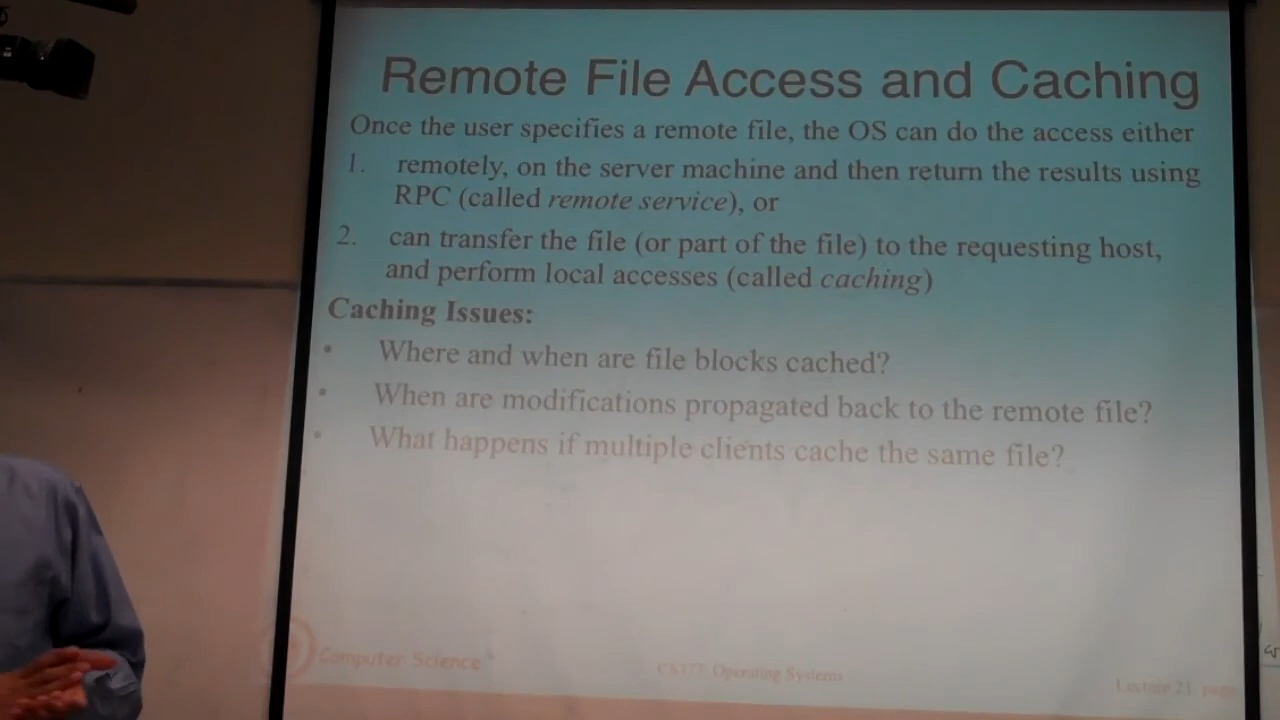 Remote File Access and Caching
Once the user specifies a remote file, the OS can do the access either
1. remotely, on the server machine and then return the results using
RPC (called remote service), or
2. can transfer the file (or part of the file) to the requesting host,
and perform local accesses (called caching)
Caching Issues:
• Where and when are file blocks cached?
• When are modifications propagated back to the remote file?
• What happens if multiple clients cache the same file?
Computer Science
CS377: Operating Systems
Lecture 21, page